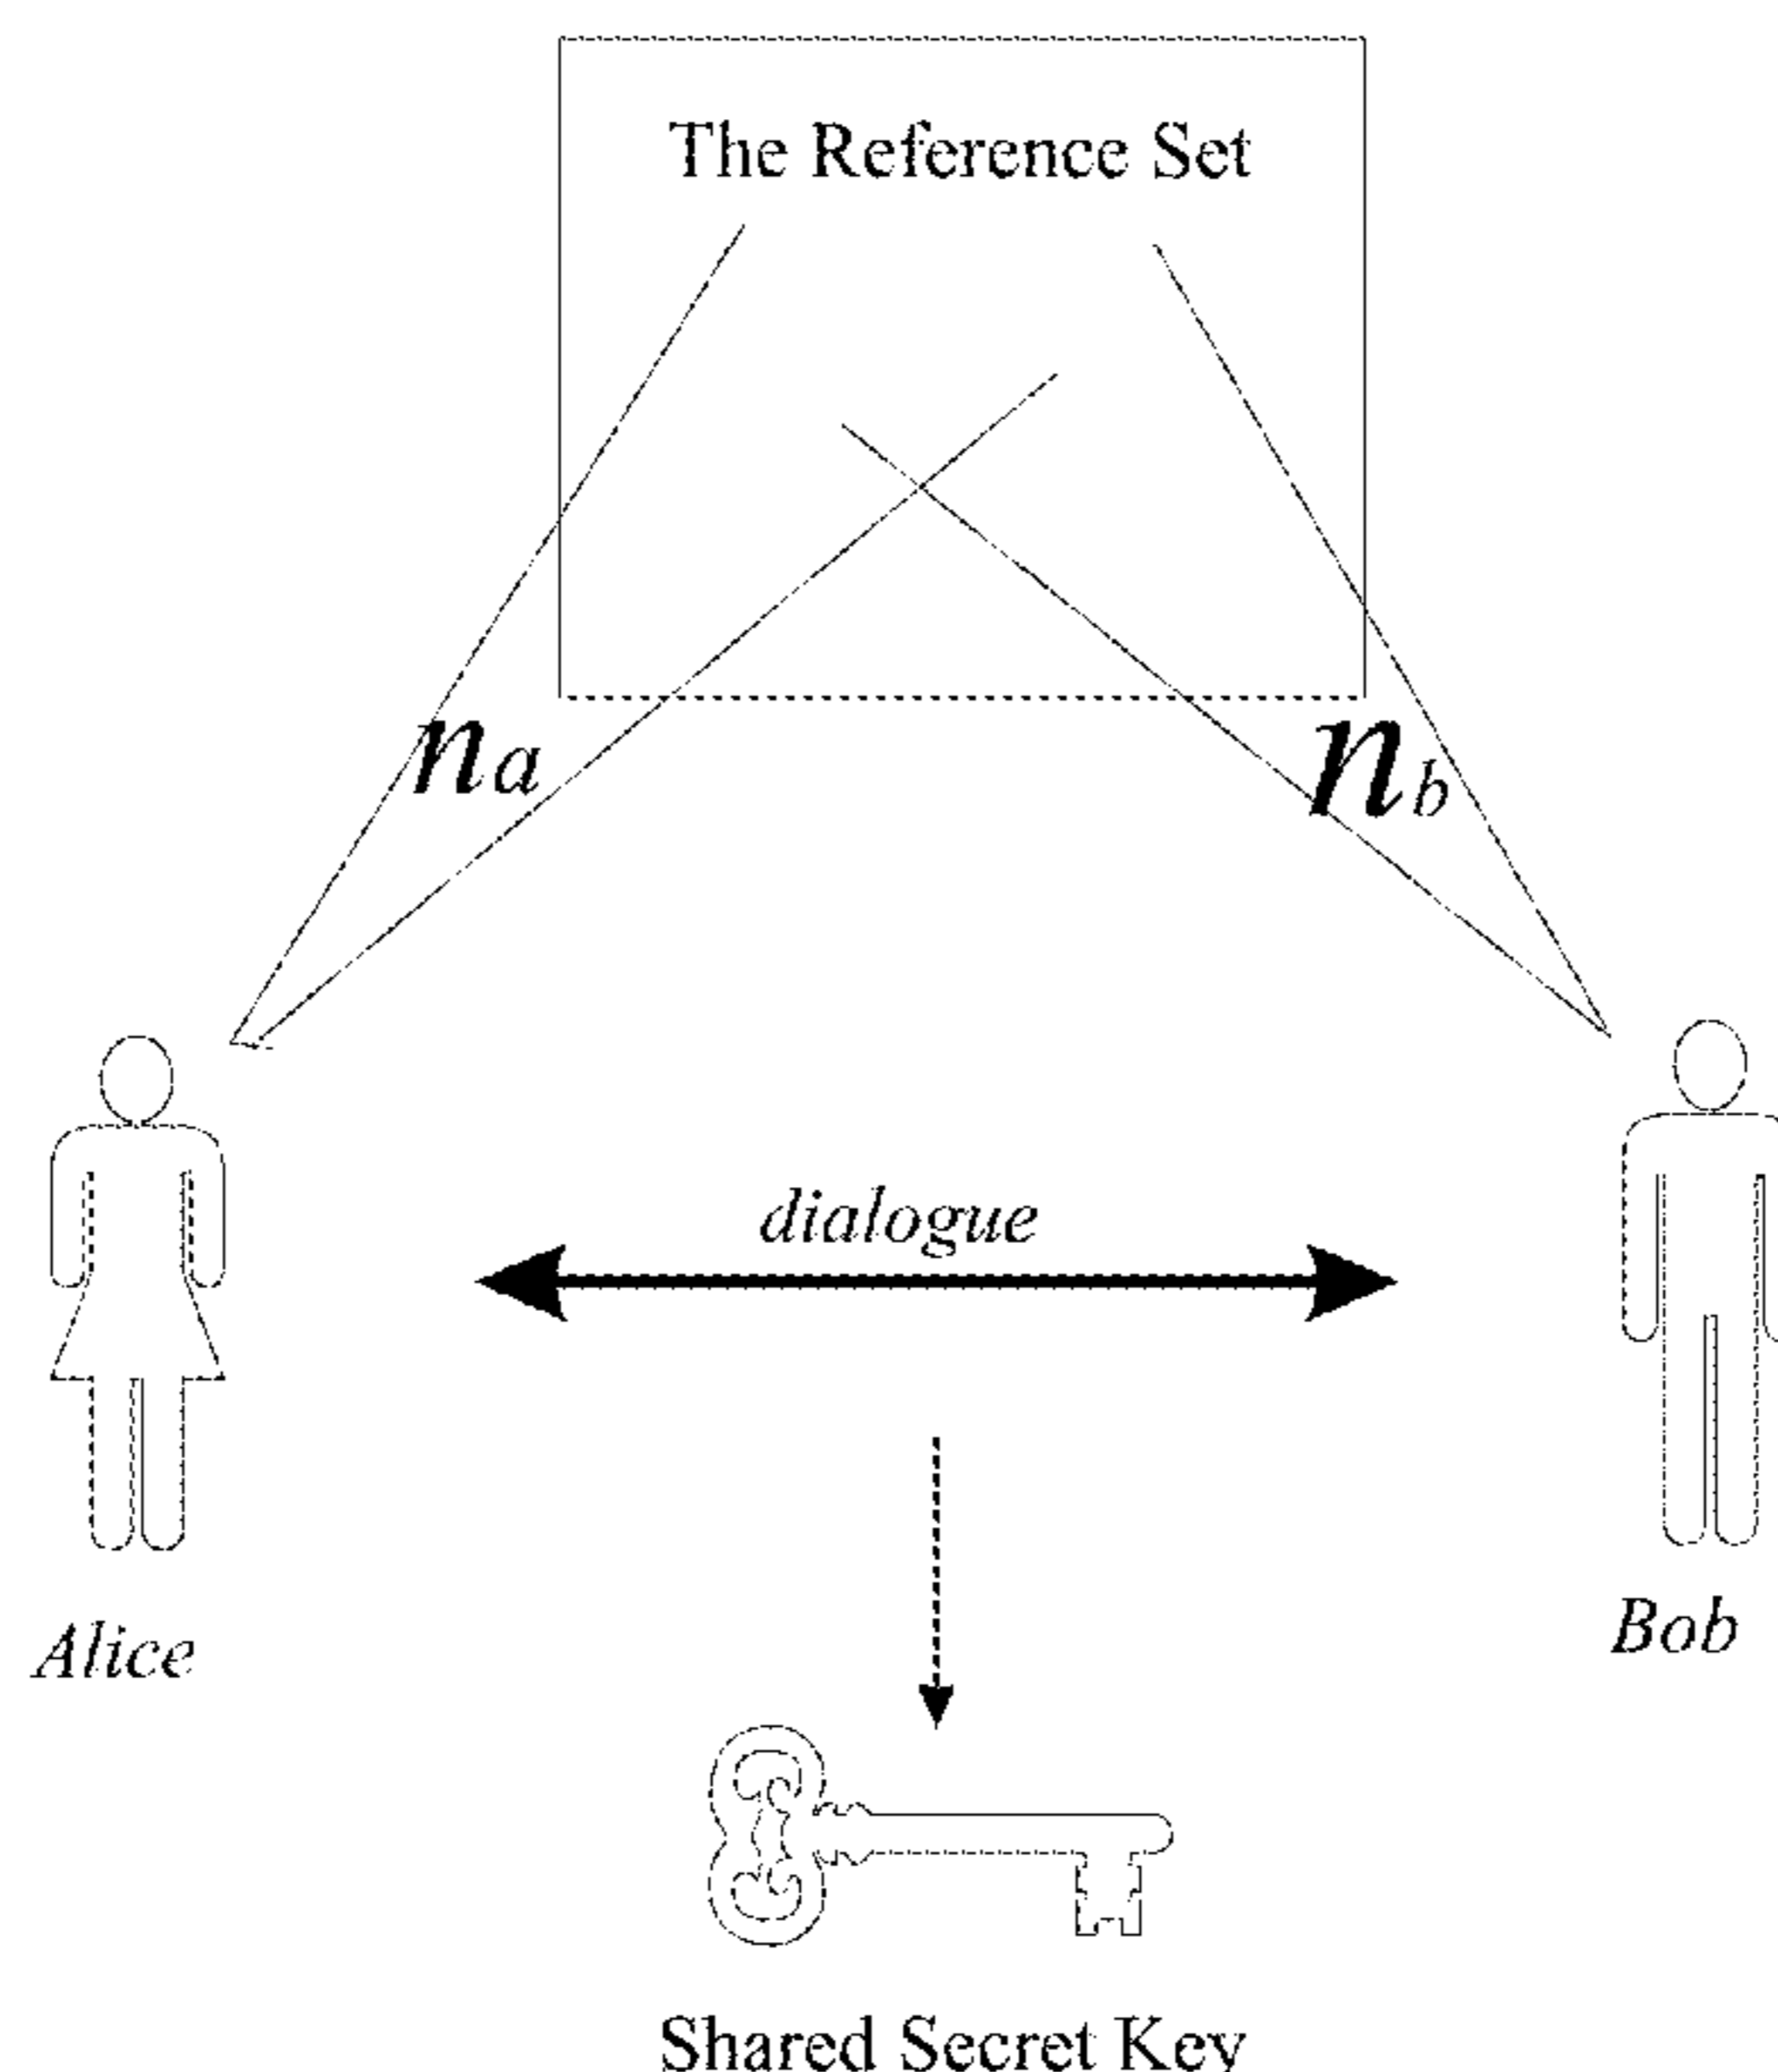 The Reference Set
na
nb
dialogue
Alice
Bob
Shared Secret Key